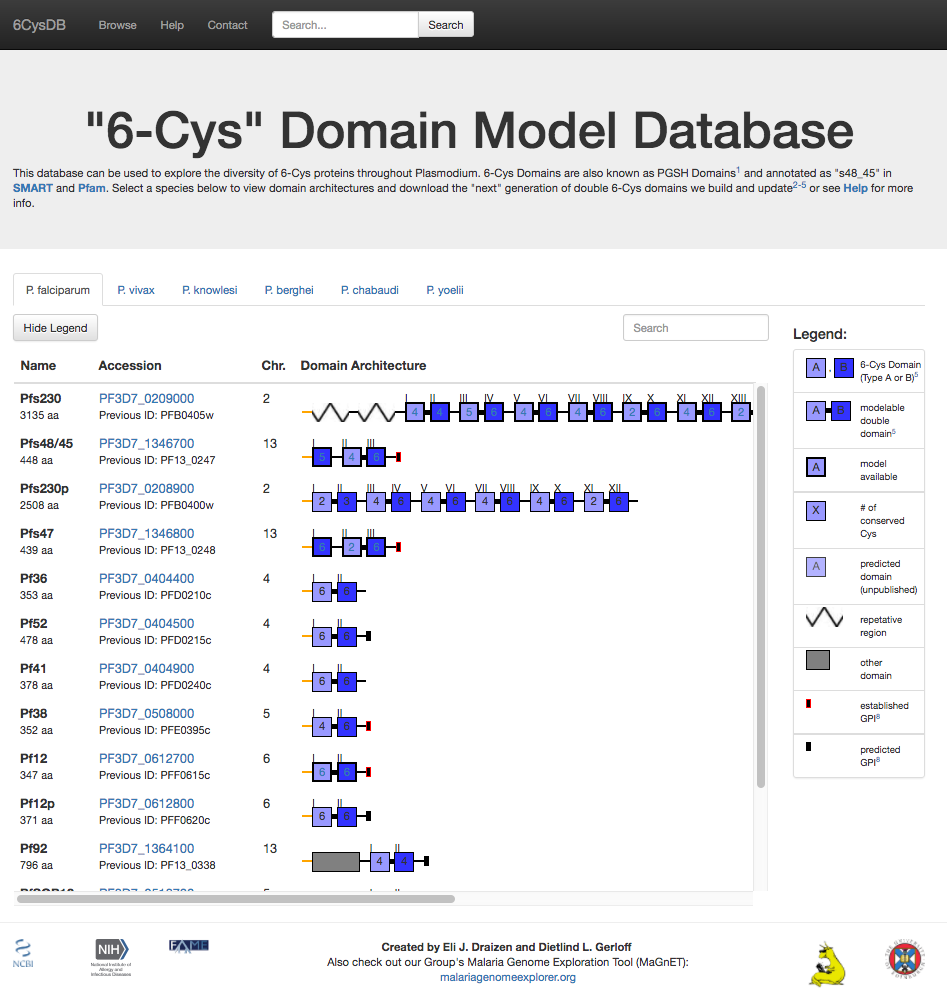 6CysDB Browse Help Contact Search... Search
"6-Cys" Domain Model Database
This database can be used to explore the diversity of 6-Cys proteins throughout Plasmodium. 6-Cys Domains are also known as PGSH Domains1 and annotated as "s48_45" in
SMART and Pfam. Select a species below to view domain architectures and download the "next" generation of double 6-Cys domains we build and update2-5 or see Help for more
info.
P. falciparum P. vivax P. knowlesi P. berghei P. chabaudi P. yoelii
Hide Legend Search
Name Accession Chr. Domain Architecture
I II III IV V VI VII VIII IX X XI XII XIII
Pfs230 PF3D7_0209000 2
3135 aa Previous ID: PFB0405w
4 4 5 6 4 6 4 6 2 6 4 6 2
I II III
Pfs48/45 PF3D7_1346700 13
448 aa Previous ID: PF13_0247
5 4 6
I II III IV V VI VII VIII IX X XI XII
Pfs230p PF3D7_0208900 2
2508 aa Previous ID: PFB0400w
2 3 4 6 4 6 4 6 4 6 2 6
I II III
Pfs47 PF3D7_1346800 13
439 aa Previous ID: PF13_0248
6 2 6
I II
Pf36 PF3D7_0404400 4
353 aa Previous ID: PFD0210c
6 6
I II
Pf52 PF3D7_0404500 4
478 aa Previous ID: PFD0215c
6 6
I II
Pf41 PF3D7_0404900 4
378 aa Previous ID: PFD0240c
6 6
I II
Pf38 PF3D7_0508000 5
352 aa Previous ID: PFE0395c
4 6
I II
Pf12 PF3D7_0612700 6
347 aa Previous ID: PFF0615c
6 6
I II
Pf12p PF3D7_0612800 6
371 aa Previous ID: PFF0620c
6 6
I II
Pf92 PF3D7_1364100 13
796 aa Previous ID: PF13_0338
4 4
Legend:
A , B 6-Cys Domain
(Type A or B)5
A B modelable
double
domain5
A model
available
X # of
conserved
Cys
A predicted
domain
(unpublished)
repetative
region
other
domain
established
GPI8
predicted
GPI8
NCBI
NIH
National Institute of
Allergy and
Infectious Diseases
FAME
Created by Eli J. Draizen and Dietlind L. Gerloff
Also check out our Group's Malaria Genome Exploration Tool (MaGnET):
malariagenomeexplorer.org